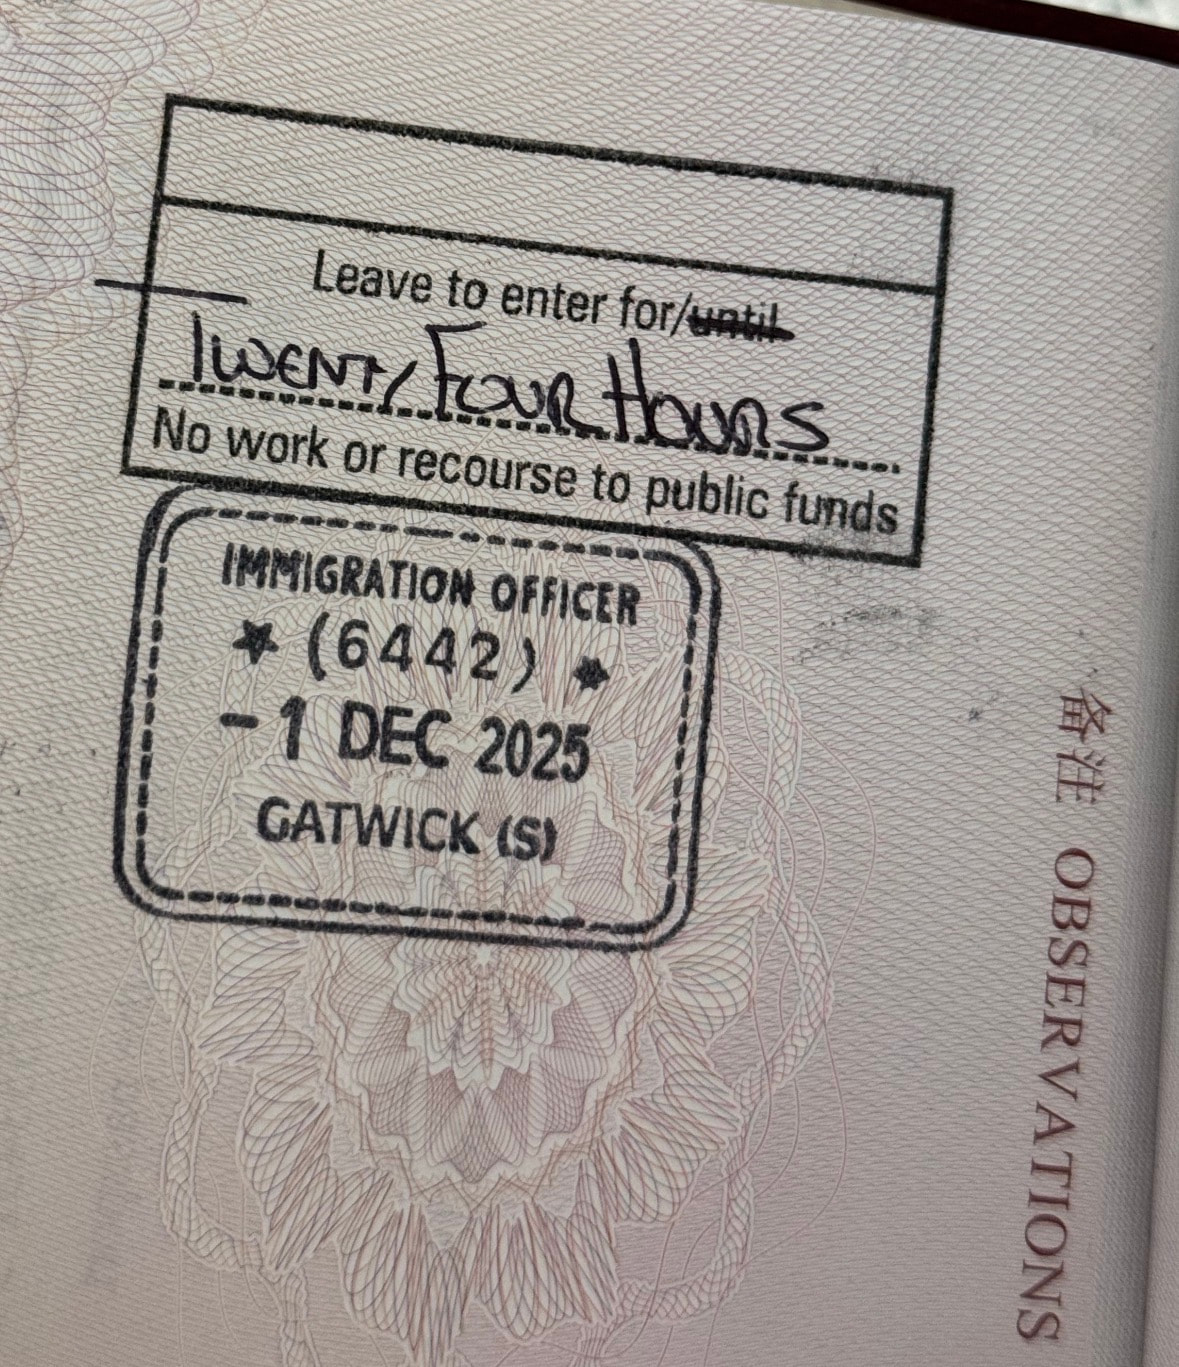 Leave to enter for/until
TWENTY FOUR HOURS
No work or recourse to public funds
IMMIGRATION OFFICER
★ (6442) ★
- 1 DEC 2025
GATWICK (S)
备注 OBSERVATIONS